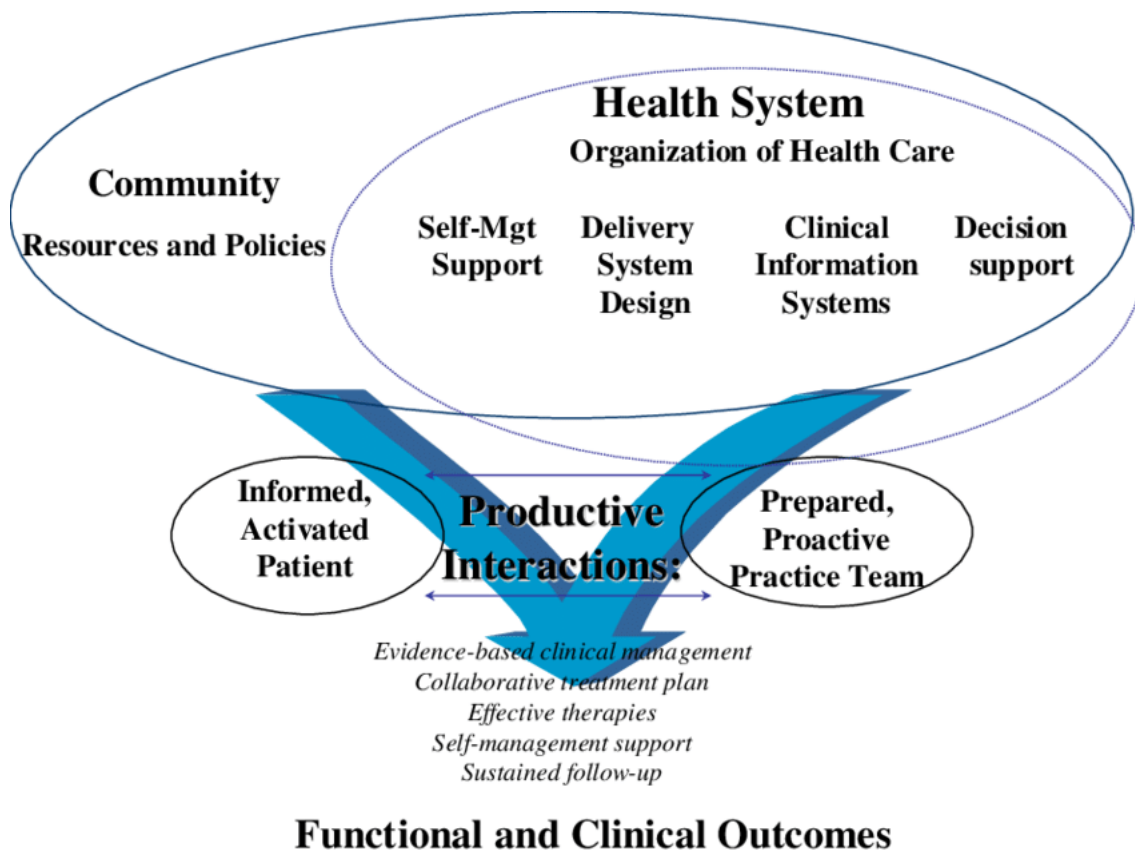 Health System
Organization of Health Care
Community
Resources and Policies
Self-Mgt
Support
Delivery
System
Design
Clinical
Information
Systems
Decision
support
Informed,
Activated
Patient
Productive
Interactions:
Prepared,
Proactive
Practice Team
Evidence-based clinical management
Collaborative treatment plan
Effective therapies
Self-management support
Sustained follow-up
Functional and Clinical Outcomes